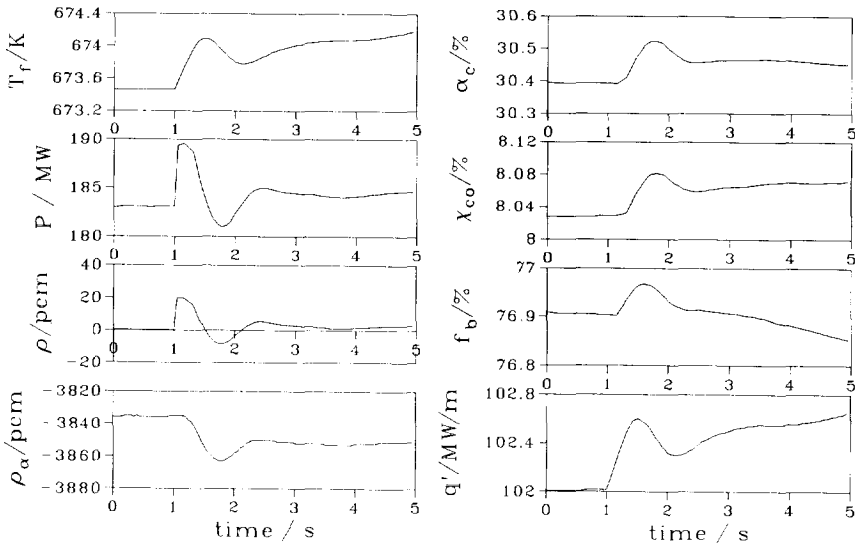 T_f/K
674.4
674
673.6
673.2
0 1 2 3 4 5
P / MW
190
185
180
0 1 2 3 4 5
ρ/pcm
40
20
0
-20
0 1 2 3 4 5
ρ_α/pcm
-3820
-3840
-3860
-3880
0 1 2 3 4 5
time / s
α_c/%
30.6
30.5
30.4
30.3
0 1 2 3 4 5
χ_co/%
8.12
8.08
8.04
8
0 1 2 3 4 5
f_b/%
77
76.9
76.8
0 1 2 3 4 5
q'/MW/m
102.8
102.4
102
0 1 2 3 4 5
time / s